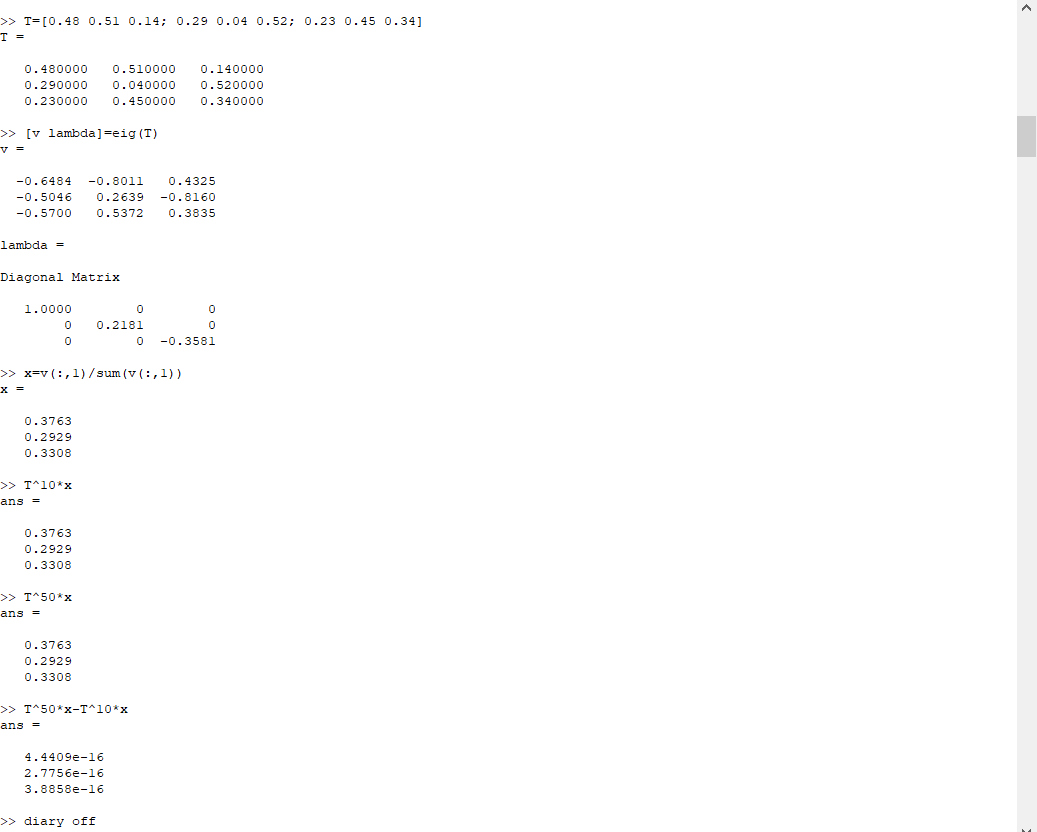 >> T=[0.48 0.51 0.14; 0.29 0.04 0.52; 0.23 0.45 0.34]
T =
0.480000 0.510000 0.140000
0.290000 0.040000 0.520000
0.230000 0.450000 0.340000
>> [v lambda]=eig(T)
v =
-0.6484 -0.8011 0.4325
-0.5046 0.2639 -0.8160
-0.5700 0.5372 0.3835
lambda =
Diagonal Matrix
1.0000 0 0
0 0.2181 0
0 0 -0.3581
>> x=v(:,1)/sum(v(:,1))
x =
0.3763
0.2929
0.3308
>> T^10*x
ans =
0.3763
0.2929
0.3308
>> T^50*x
ans =
0.3763
0.2929
0.3308
>> T^50*x-T^10*x
ans =
4.4409e-16
2.7756e-16
3.8858e-16
>> diary off